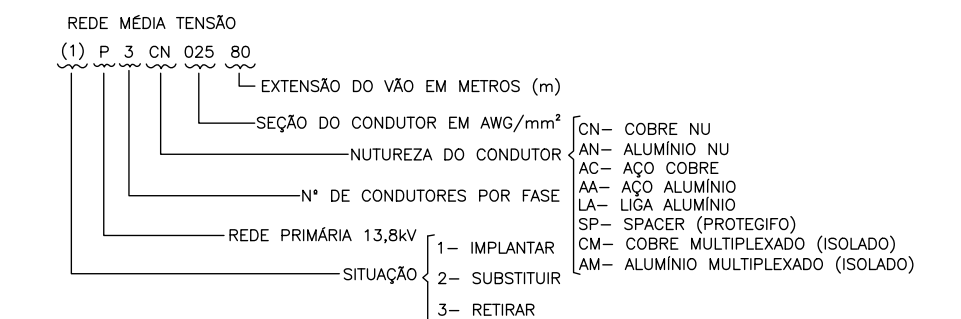 REDE MÉDIA TENSÃO
(1) P 3 CN 025 80
EXTENSÃO DO VÃO EM METROS (m)
SEÇÃO DO CONDUTOR EM AWG/mm²
NUTUREZA DO CONDUTOR
CN– COBRE NU
AN– ALUMÍNIO NU
AC– AÇO COBRE
AA– AÇO ALUMÍNIO
LA– LIGA ALUMÍNIO
SP– SPACER (PROTEGIFO)
CM– COBRE MULTIPLEXADO (ISOLADO)
AM– ALUMÍNIO MULTIPLEXADO (ISOLADO)
N° DE CONDUTORES POR FASE
REDE PRIMÁRIA 13,8kV
SITUAÇÃO
1– IMPLANTAR
2– SUBSTITUIR
3– RETIRAR